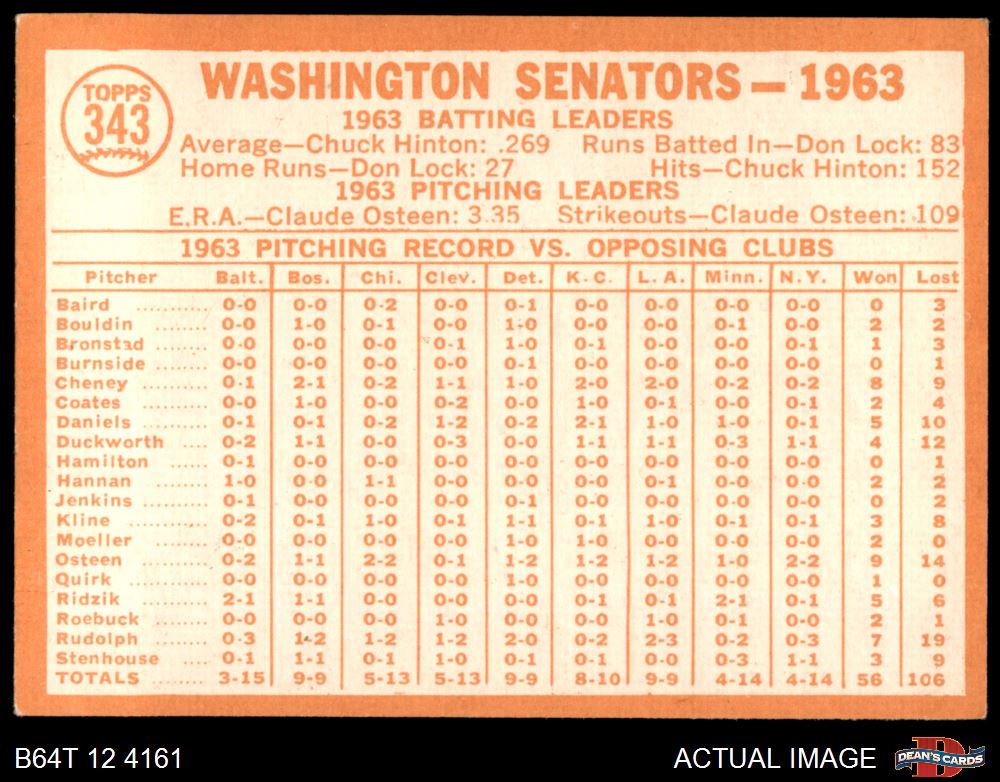 WASHINGTON SENATORS — 1963
TOPPS
343
1963 BATTING LEADERS
Average—Chuck Hinton: .269 Runs Batted In—Don Lock: 83
Home Runs—Don Lock: 27 Hits—Chuck Hinton: 152
1963 PITCHING LEADERS
E.R.A.—Claude Osteen: 3.35 Strikeouts—Claude Osteen: 109
1963 PITCHING RECORD VS. OPPOSING CLUBS
Pitcher Balt. Bos. Chi. Clev. Det. K.C. L.A. Minn. N.Y. Won Lost
Baird .......... 0-0 0-0 0-2 0-0 0-1 0-0 0-0 0-0 0-0 0 3
Bouldin ........ 0-0 1-0 0-1 0-0 1-0 0-0 0-0 0-1 0-0 2 2
Bronstad ....... 0-0 0-0 0-0 0-1 1-0 0-1 0-0 0-0 0-1 1 3
Burnside ....... 0-0 0-0 0-0 0-0 0-1 0-0 0-0 0-0 0-0 0 1
Cheney ......... 0-1 2-1 0-2 1-1 1-0 2-0 2-0 0-2 0-2 8 9
Coates ......... 0-0 1-0 0-0 0-2 0-0 1-0 0-1 0-0 0-1 2 4
Daniels ........ 0-1 0-1 0-2 1-2 0-2 2-1 1-0 1-0 0-1 5 10
Duckworth .... 0-2 1-1 0-0 0-3 0-0 1-1 1-1 0-3 1-1 4 12
Hamilton ...... 0-1 0-0 0-0 0-0 0-0 0-0 0-0 0-0 0-0 0 1
Hannan ........ 1-0 0-0 1-1 0-0 0-0 0-0 0-1 0-0 0-0 2 2
Jenkins ........ 0-1 0-0 0-0 0-0 0-0 0-1 0-0 0-0 0-0 0 2
Kline .......... 0-2 0-1 1-0 0-1 1-1 0-1 1-0 0-1 0-1 3 8
Moeller ........ 0-0 0-0 0-0 0-0 1-0 1-0 0-0 0-0 0-0 2 0
Osteen ......... 0-2 1-1 2-2 0-1 1-2 1-2 1-2 1-0 2-2 9 14
Quirk .......... 0-0 0-0 0-0 0-0 1-0 0-0 0-0 0-0 0-0 1 0
Ridzik ......... 2-1 1-1 0-0 0-0 0-0 0-1 0-1 2-1 0-1 5 6
Roebuck ....... 0-0 0-0 0-0 1-0 0-0 0-0 1-0 0-1 0-0 2 1
Rudolph ....... 0-3 1-2 1-2 1-2 2-0 0-2 2-3 0-2 0-3 7 19
Stenhouse .... 0-1 1-1 0-1 1-0 0-1 0-1 0-0 0-3 1-1 3 9
TOTALS ........ 3-15 9-9 5-13 5-13 9-9 8-10 9-9 4-14 4-14 56 106
B64T 12 4161 ACTUAL IMAGE
D
DEAN'S CARDS